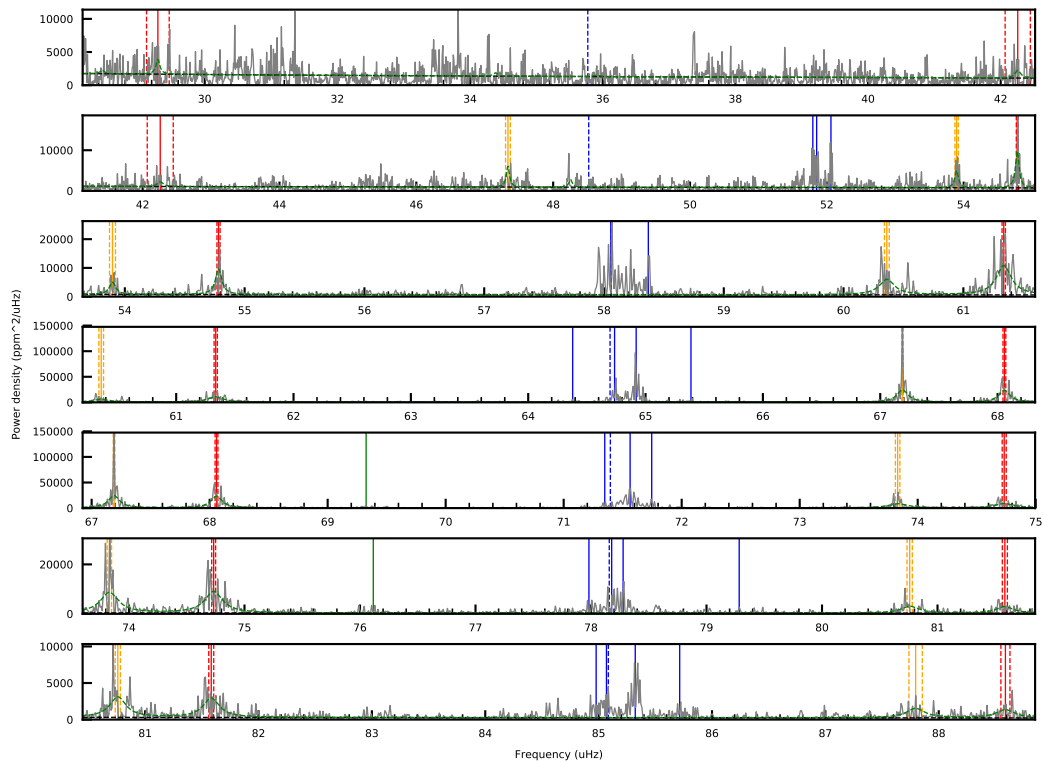 10000
5000
0
30 32 34 36 38 40 42
10000
0
42 44 46 48 50 52 54
20000
10000
0
54 55 56 57 58 59 60 61
Power density (ppm^2/uHz)
150000
100000
50000
0
61 62 63 64 65 66 67 68
150000
100000
50000
0
67 68 69 70 71 72 73 74 75
20000
0
74 75 76 77 78 79 80 81
10000
5000
0
81 82 83 84 85 86 87 88
Frequency (uHz)